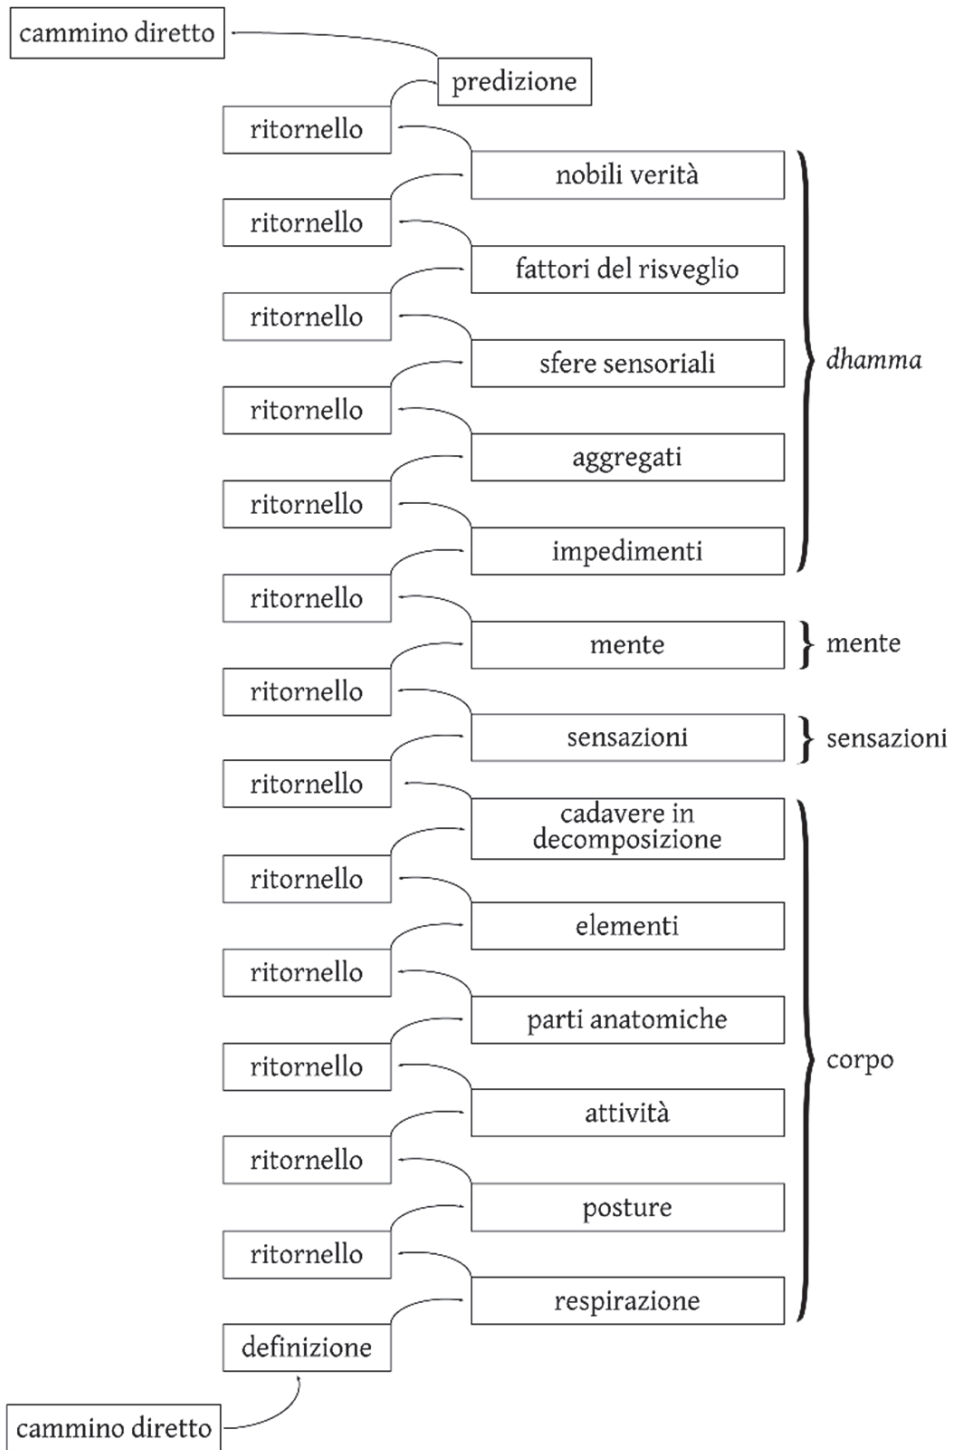 cammino diretto
predizione
ritornello
nobili verità
ritornello
fattori del risveglio
ritornello
sfere sensoriali
dhamma
ritornello
aggregati
ritornello
impedimenti
ritornello
mente
mente
ritornello
sensazioni
sensazioni
ritornello
cadavere in
decomposizione
ritornello
elementi
ritornello
parti anatomiche
corpo
ritornello
attività
ritornello
posture
ritornello
respirazione
definizione
cammino diretto